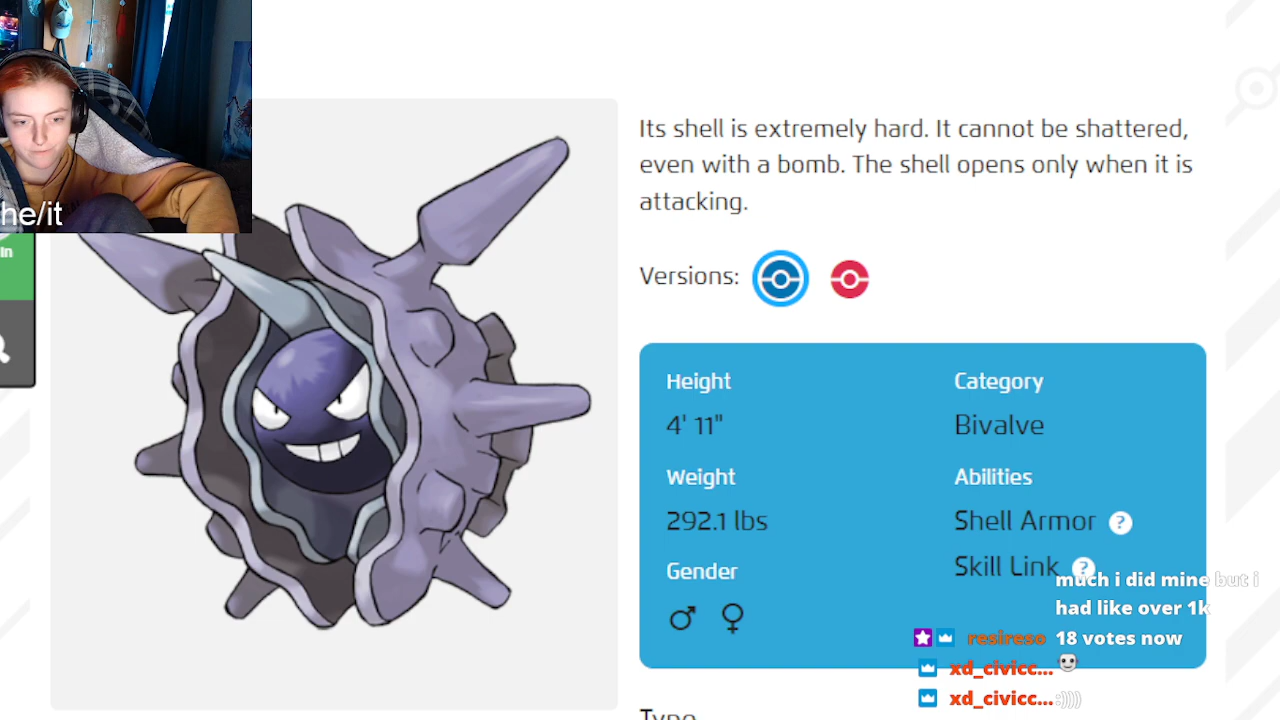 he/it
in
Its shell is extremely hard. It cannot be shattered,
even with a bomb. The shell opens only when it is
attacking.
Versions:
Height
4' 11"
Weight
292.1 lbs
Gender
Category
Bivalve
Abilities
Shell Armor ?
Skill Link ?
much i did mine but i
had like over 1k
resireso 18 votes now
xd_civicc...
xd_civicc... :))))
Type